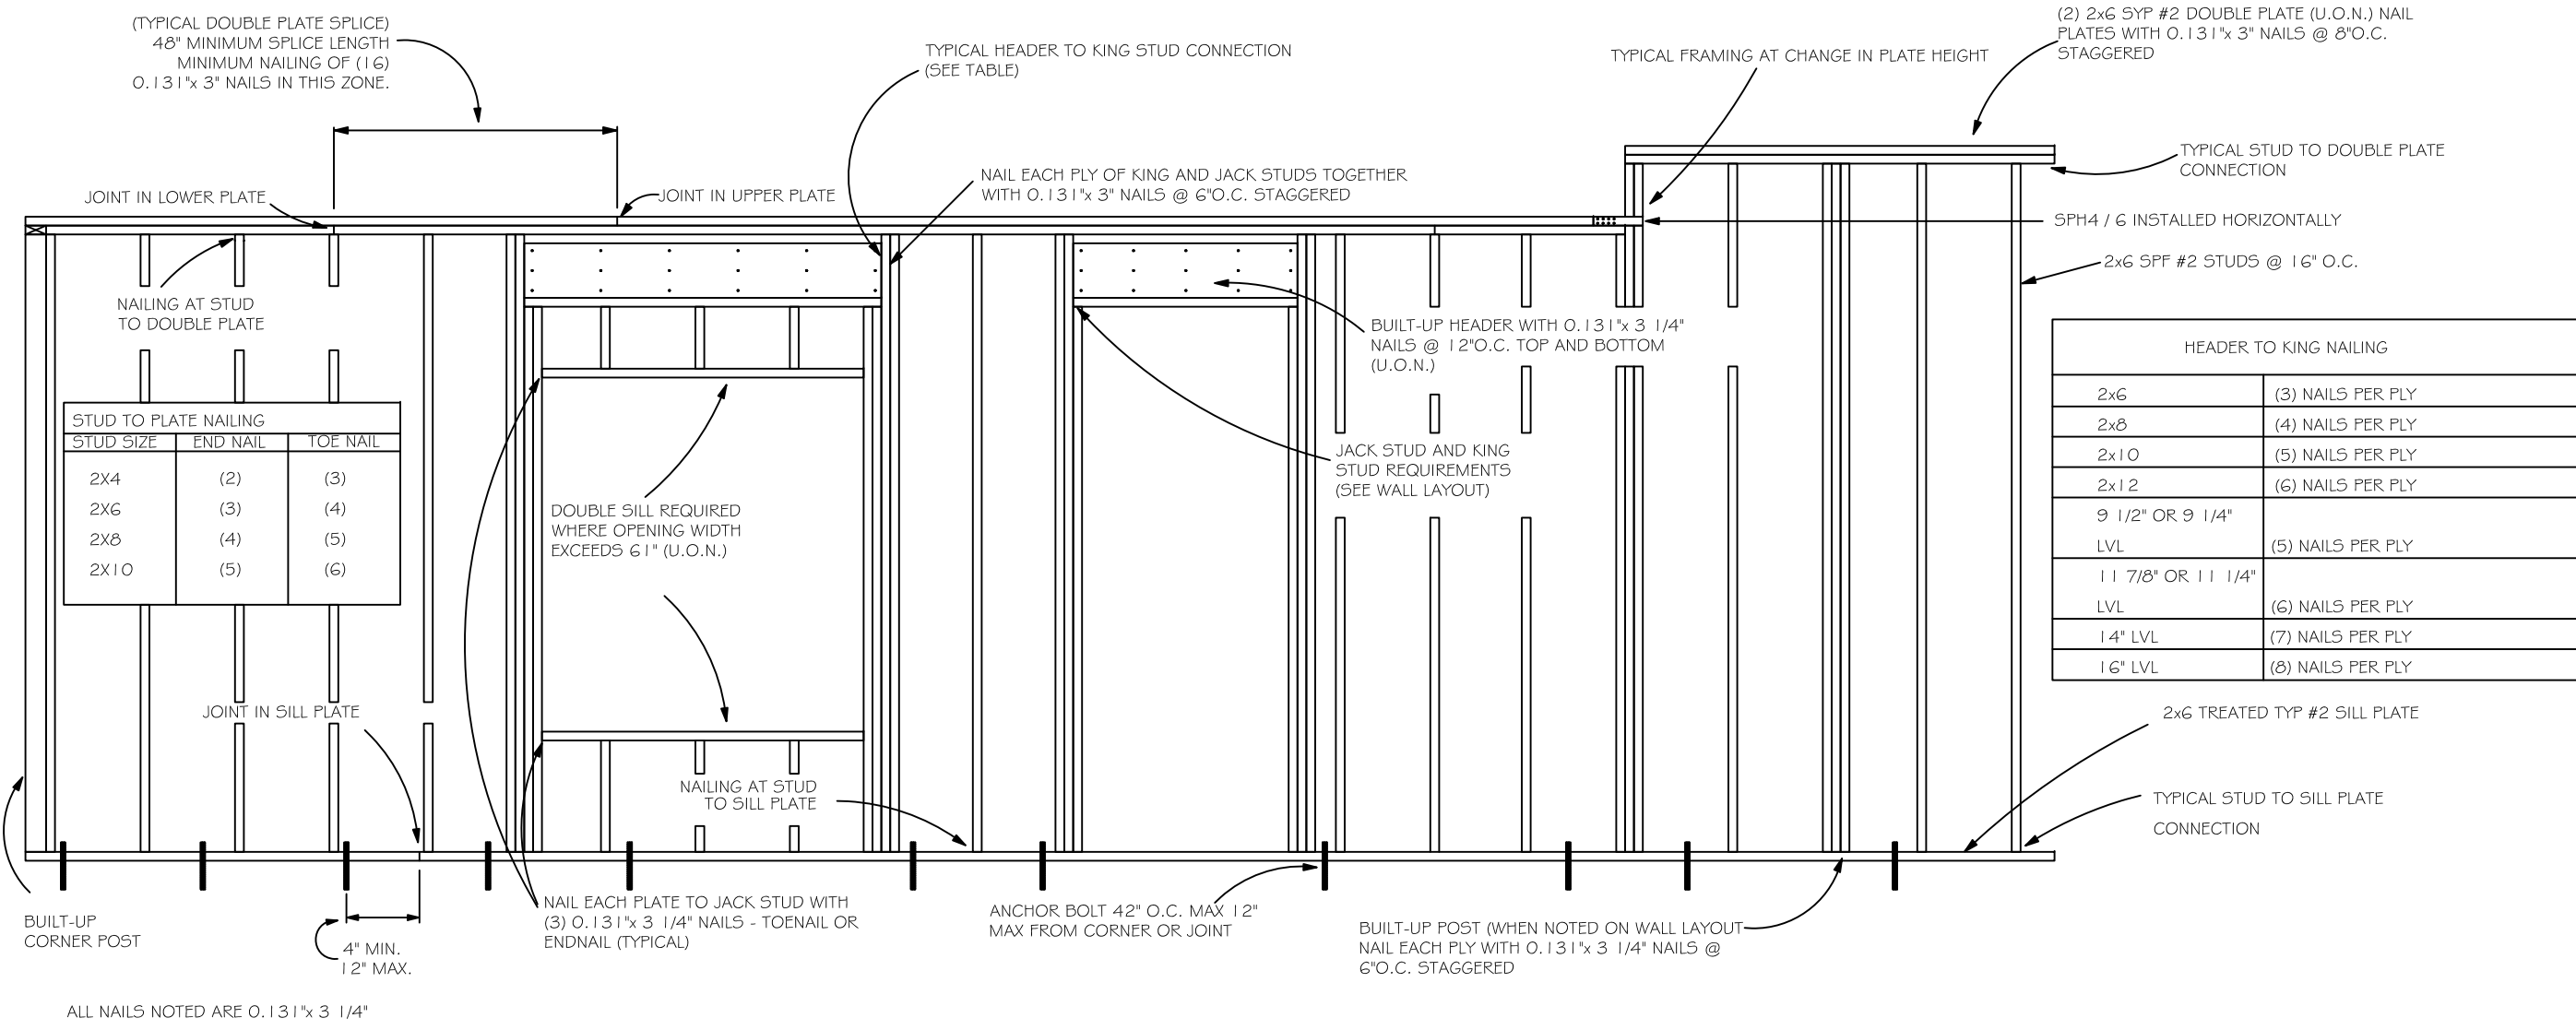 (TYPICAL DOUBLE PLATE SPLICE)
48" MINIMUM SPLICE LENGTH
MINIMUM NAILING OF (16)
0.131"x 3" NAILS IN THIS ZONE.
TYPICAL HEADER TO KING STUD CONNECTION
(SEE TABLE)
TYPICAL FRAMING AT CHANGE IN PLATE HEIGHT
(2) 2x6 SYP #2 DOUBLE PLATE (U.O.N.) NAIL
PLATES WITH 0.131"x 3" NAILS @ 8"O.C.
STAGGERED
TYPICAL STUD TO DOUBLE PLATE
CONNECTION
JOINT IN LOWER PLATE
JOINT IN UPPER PLATE
NAIL EACH PLY OF KING AND JACK STUDS TOGETHER
WITH 0.131"x 3" NAILS @ 6"O.C. STAGGERED
SPH4 / 6 INSTALLED HORIZONTALLY
2x6 SPF #2 STUDS @ 16" O.C.
NAILING AT STUD
TO DOUBLE PLATE
BUILT-UP HEADER WITH 0.131"x 3 1/4"
NAILS @ 12"O.C. TOP AND BOTTOM
(U.O.N.)
HEADER TO KING NAILING
2x6 (3) NAILS PER PLY
2x8 (4) NAILS PER PLY
2x10 (5) NAILS PER PLY
2x12 (6) NAILS PER PLY
9 1/2" OR 9 1/4"
LVL (5) NAILS PER PLY
11 7/8" OR 11 1/4"
LVL (6) NAILS PER PLY
14" LVL (7) NAILS PER PLY
16" LVL (8) NAILS PER PLY
STUD TO PLATE NAILING
STUD SIZE END NAIL TOE NAIL
2X4 (2) (3)
2X6 (3) (4)
2X8 (4) (5)
2X10 (5) (6)
JACK STUD AND KING
STUD REQUIREMENTS
(SEE WALL LAYOUT)
DOUBLE SILL REQUIRED
WHERE OPENING WIDTH
EXCEEDS 61" (U.O.N.)
JOINT IN SILL PLATE
2x6 TREATED TYP #2 SILL PLATE
NAILING AT STUD
TO SILL PLATE
TYPICAL STUD TO SILL PLATE
CONNECTION
BUILT-UP
CORNER POST
4" MIN.
12" MAX.
NAIL EACH PLATE TO JACK STUD WITH
(3) 0.131"x 3 1/4" NAILS - TOENAIL OR
ENDNAIL (TYPICAL)
ANCHOR BOLT 42" O.C. MAX 12"
MAX FROM CORNER OR JOINT
BUILT-UP POST (WHEN NOTED ON WALL LAYOUT
NAIL EACH PLY WITH 0.131"x 3 1/4" NAILS @
6"O.C. STAGGERED
ALL NAILS NOTED ARE 0.131"x 3 1/4"